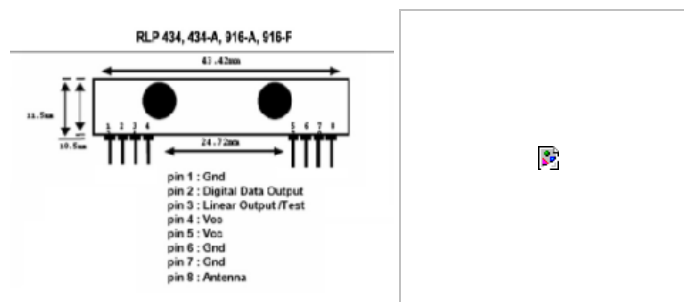 RLP 434, 434-A, 916-A, 916-F
43.42mm
11.5mm
10.5mm
1 2 3 4
24.72mm
5 6 7 8
pin 1 : Gnd
pin 2 : Digital Data Output
pin 3 : Linear Output /Test
pin 4 : Vcc
pin 5 : Vcc
pin 6 : Gnd
pin 7 : Gnd
pin 8 : Antenna